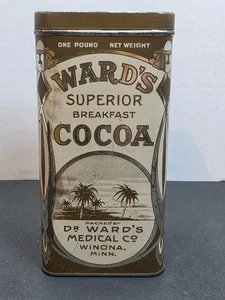 ONE POUND NET WEIGHT
WARD'S
SUPERIOR
BREAKFAST
COCOA
PACKED BY
DR WARD'S
MEDICAL CO
WINONA,
MINN.